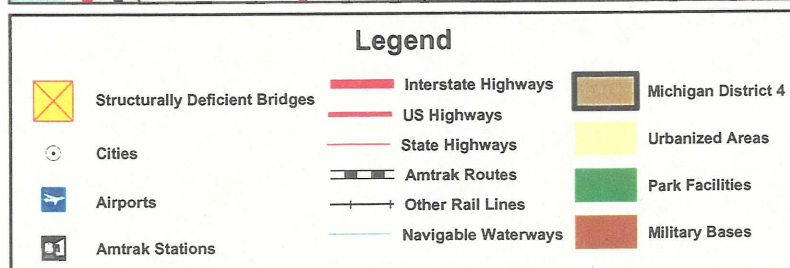 Legend
Structurally Deficient Bridges
Cities
Airports
Amtrak Stations
Interstate Highways
US Highways
State Highways
Amtrak Routes
Other Rail Lines
Navigable Waterways
Michigan District 4
Urbanized Areas
Park Facilities
Military Bases